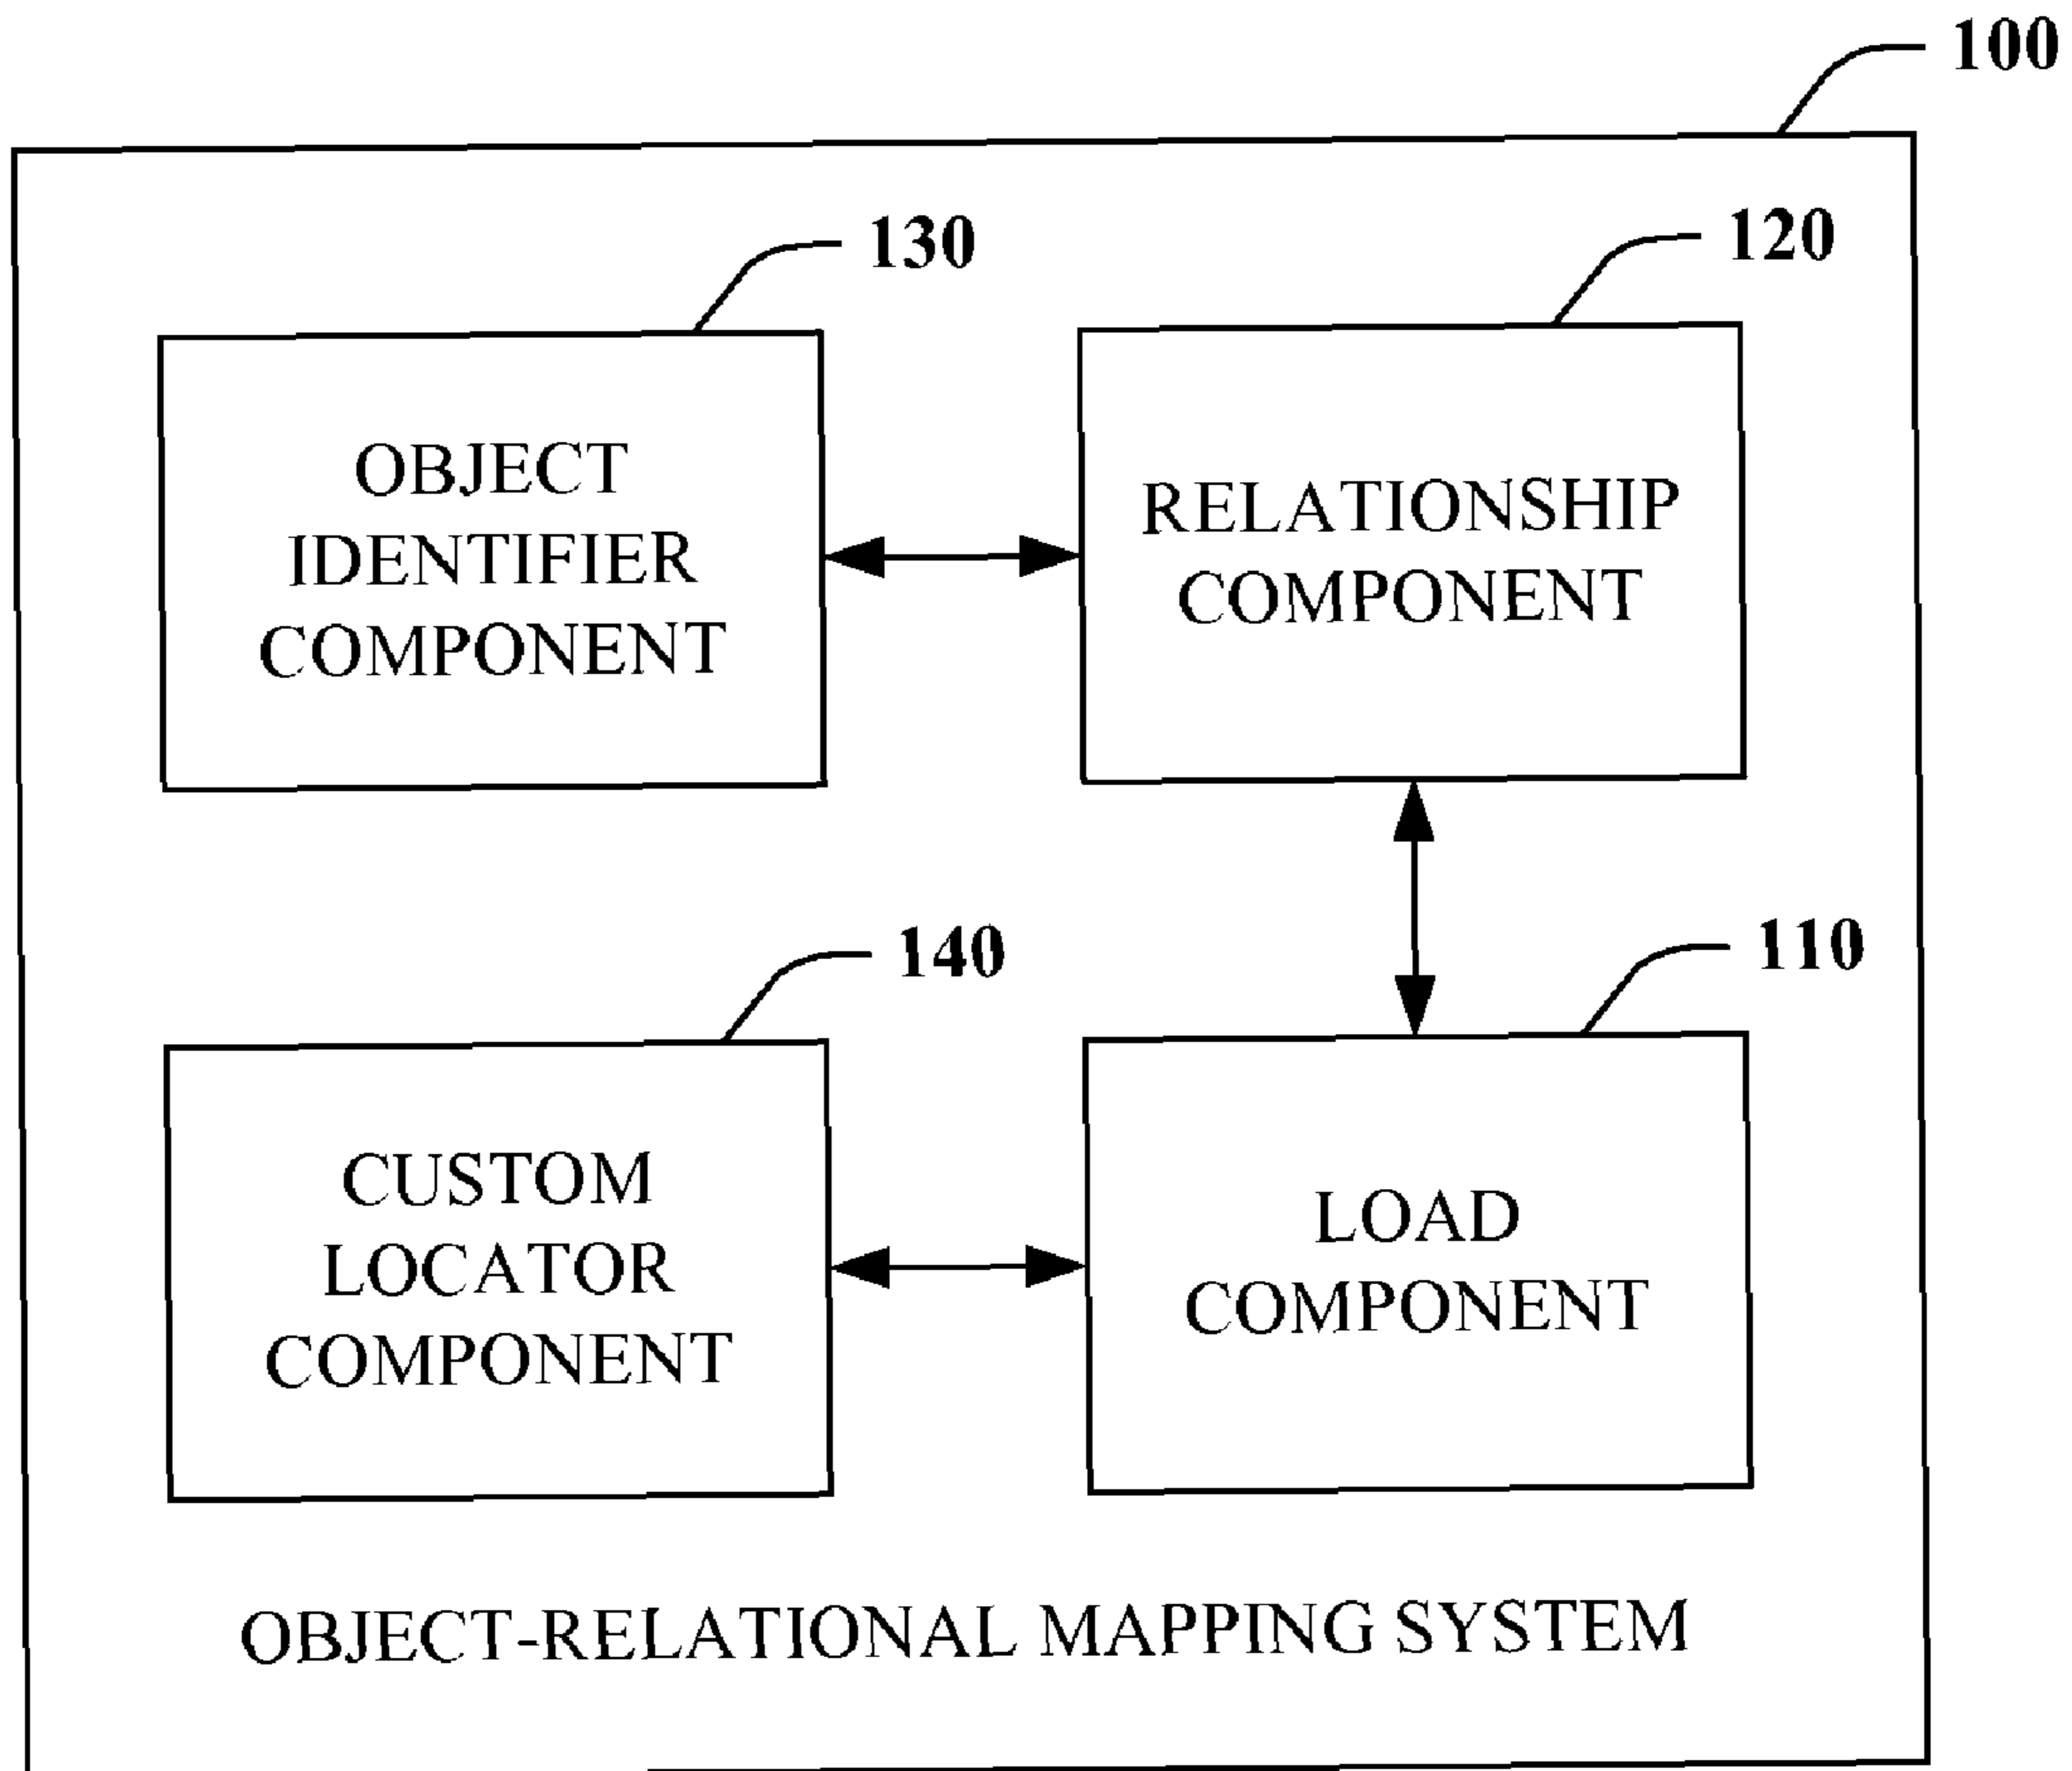 100
130
120
OBJECT
IDENTIFIER
COMPONENT
RELATIONSHIP
COMPONENT
140
110
CUSTOM
LOCATOR
COMPONENT
LOAD
COMPONENT
OBJECT-RELATIONAL MAPPING SYSTEM